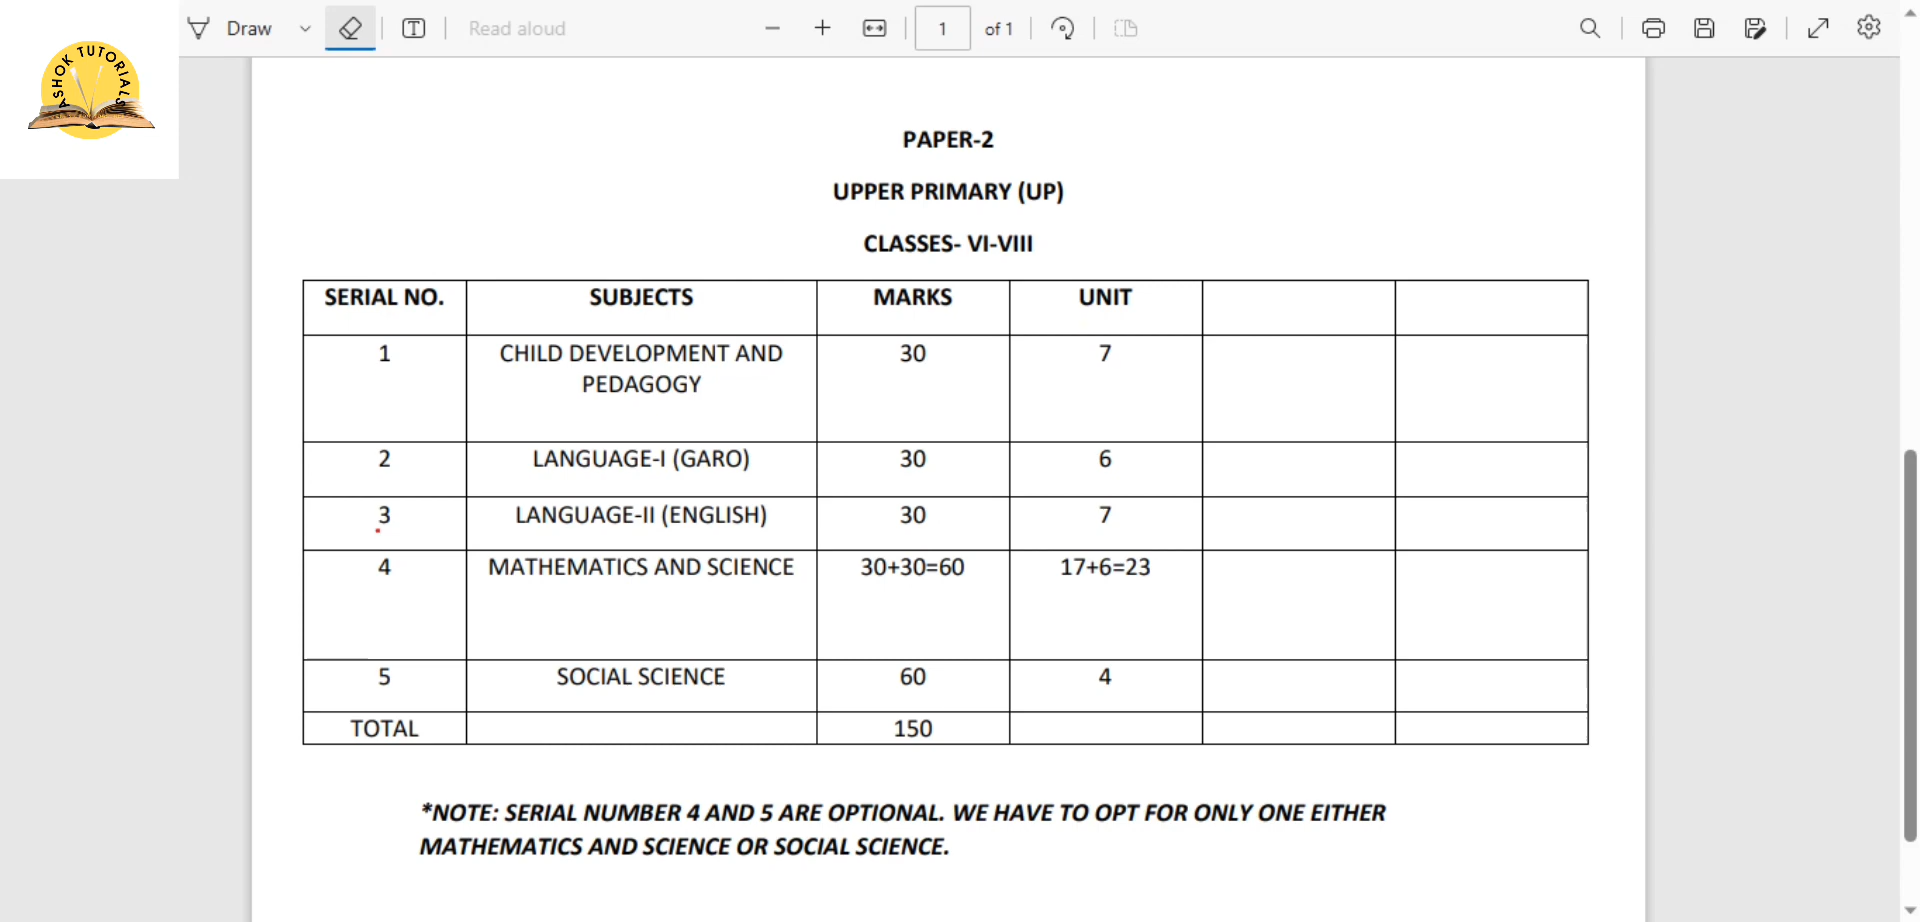 ASHOK TUTORIALS
Draw
Read aloud
1 of 1
PAPER-2
UPPER PRIMARY (UP)
CLASSES- VI-VIII
SERIAL NO. SUBJECTS MARKS UNIT
1 CHILD DEVELOPMENT AND 30 7
PEDAGOGY
2 LANGUAGE-I (GARO) 30 6
3 LANGUAGE-II (ENGLISH) 30 7
4 MATHEMATICS AND SCIENCE 30+30=60 17+6=23
5 SOCIAL SCIENCE 60 4
TOTAL 150
*NOTE: SERIAL NUMBER 4 AND 5 ARE OPTIONAL. WE HAVE TO OPT FOR ONLY ONE EITHER
MATHEMATICS AND SCIENCE OR SOCIAL SCIENCE.